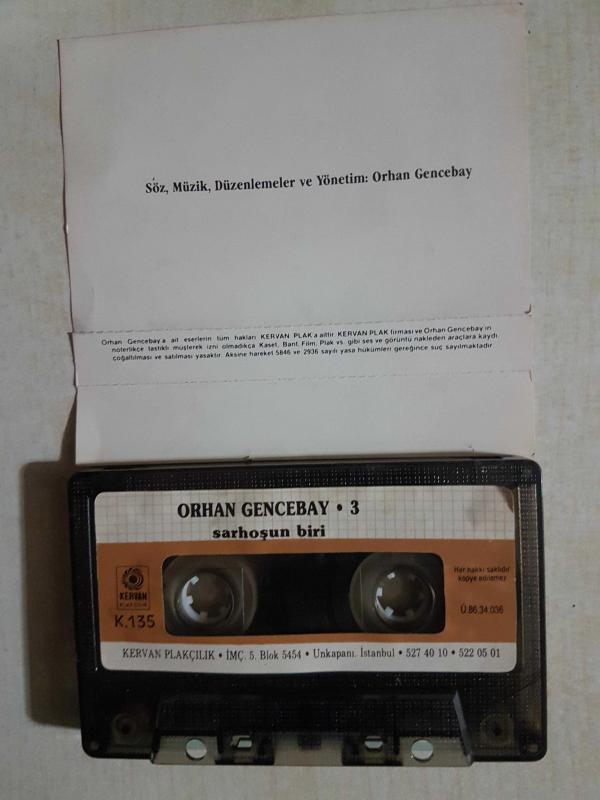 Söz, Müzik, Düzenlemeler ve Yönetim: Orhan Gencebay
Orhan Gencebay'a ait eserlerin tüm hakları KERVAN PLAK'a aittir. KERVAN PLAK firması ve Orhan Gencebay'ın
noterlikçe tastikli müşterek izni olmadıkça Kaset, Bant, Film, Plak vs. gibi ses ve görüntü nakleden araçlara kaydı,
çoğaltılması ve satılması yasaktır. Aksine hareket 5846 ve 2936 sayılı yasa hükümleri gereğince suç sayılmaktadır.
ORHAN GENCEBAY • 3
sarhoşun biri
KERVAN
PLAKÇILIK
K.135
Her hakkı saklıdır
kopye edilemez
Ü.86.34.036
KERVAN PLAKÇILIK • İMÇ. 5. Blok 5454 • Unkapanı, İstanbul • 527 40 10 • 522 05 01